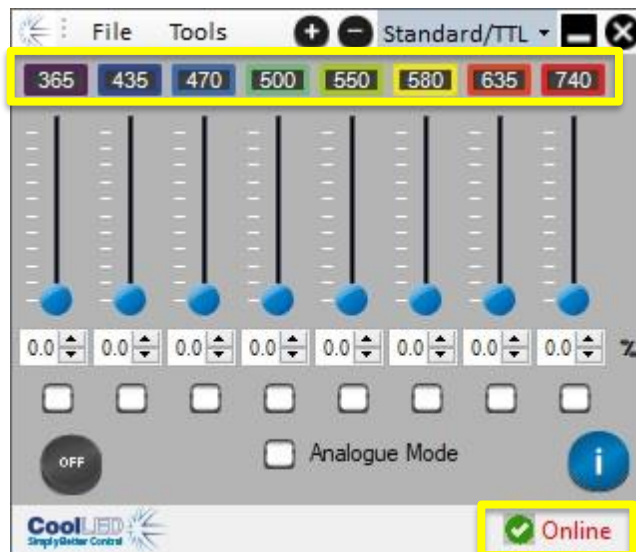 File Tools + - Standard/TTL
365 435 470 500 550 580 635 740
0.0 0.0 0.0 0.0 0.0 0.0 0.0 0.0 %
OFF Analogue Mode i
CoolLED
Simply Better Control
Online